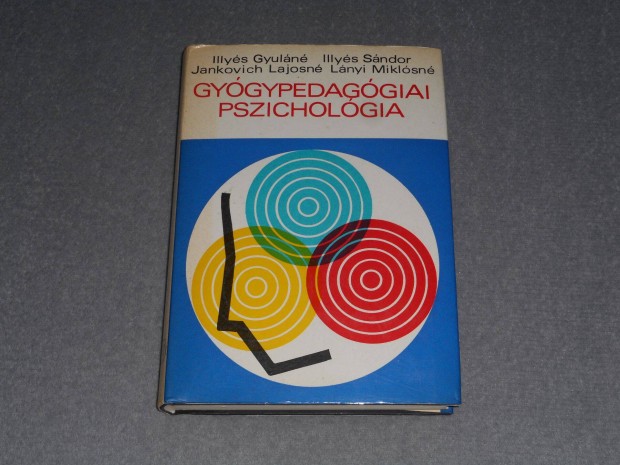 Illyés Gyuláné Illyés Sándor
Jankovich Lajosné Lányi Miklósné
GYÓGYPEDAGÓGIAI
PSZICHOLÓGIA